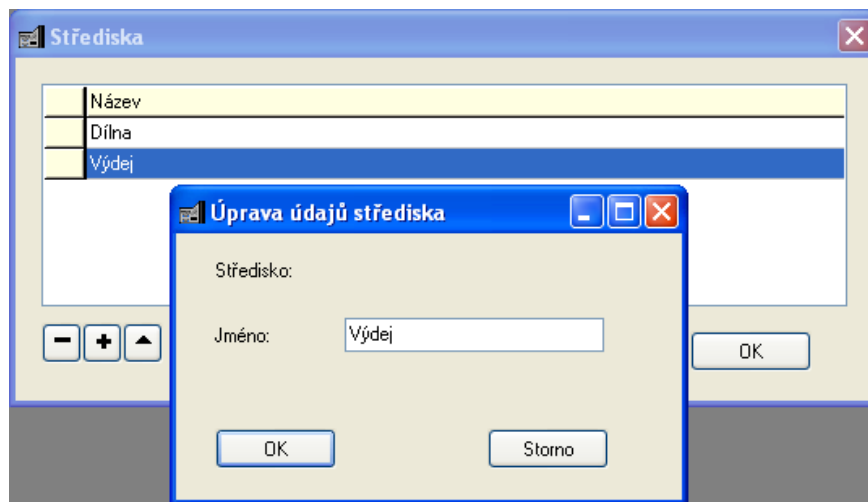 Střediska
Název
Dílna
Výdej
Úprava údajů střediska
Středisko:
Jméno:
Výdej
OK
OK
Storno